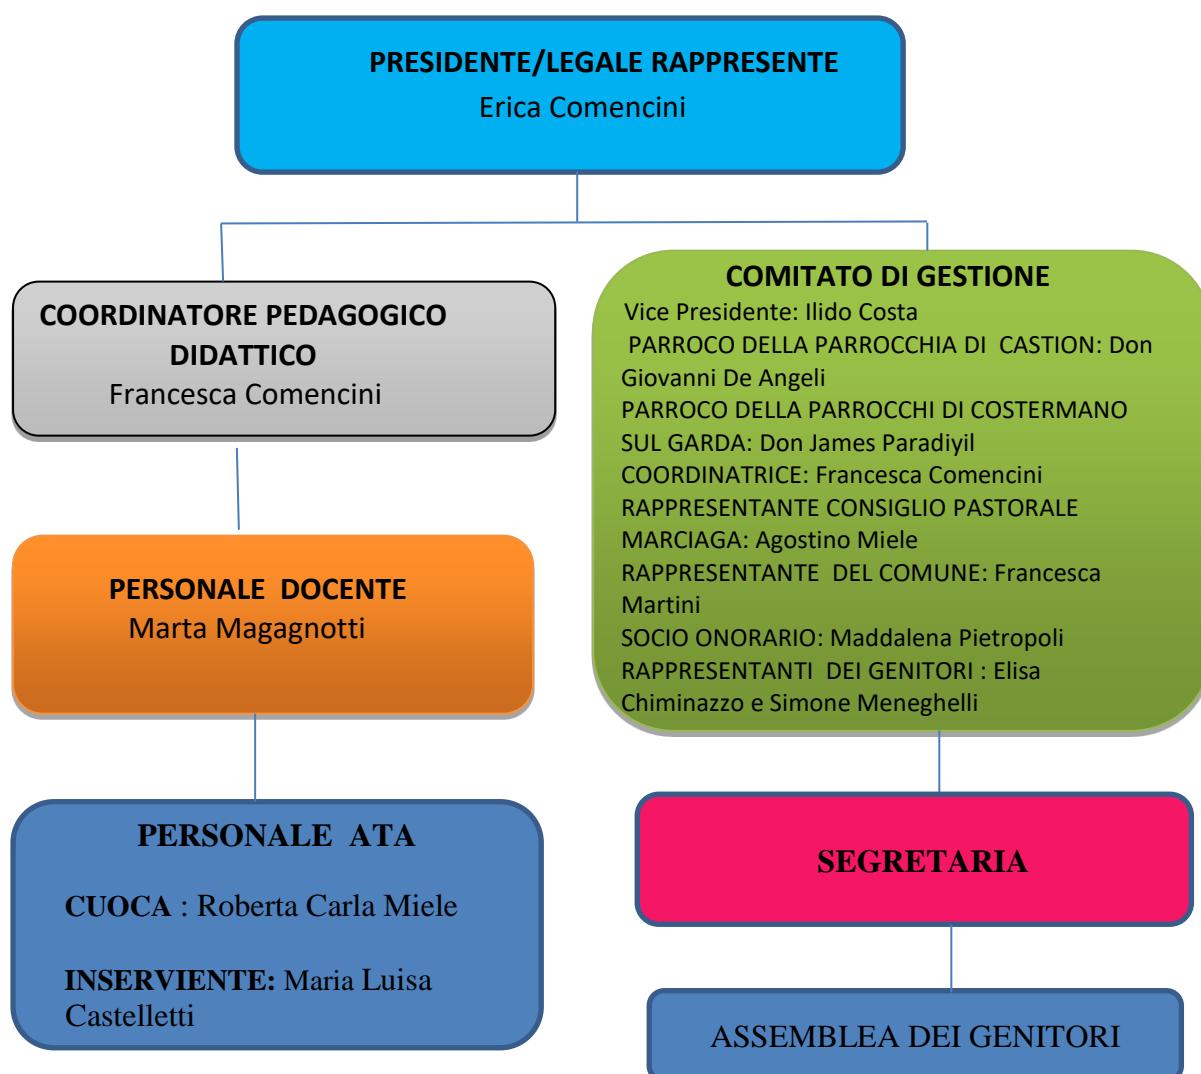 PRESIDENTE/LEGALE RAPPRESENTE
Erica Comencini
COORDINATORE PEDAGOGICO
DIDATTICO
Francesca Comencini
COMITATO DI GESTIONE
Vice Presidente: Ilido Costa
PARROCO DELLA PARROCCHIA DI CASTION: Don
Giovanni De Angeli
PARROCO DELLA PARROCCHI DI COSTERMANO
SUL GARDA: Don James Paradiyil
COORDINATRICE: Francesca Comencini
RAPPRESENTANTE CONSIGLIO PASTORALE
MARCIAGA: Agostino Miele
RAPPRESENTANTE DEL COMUNE: Francesca
Martini
SOCIO ONORARIO: Maddalena Pietropoli
RAPPRESENTANTI DEI GENITORI : Elisa
Chiminazzo e Simone Meneghelli
PERSONALE DOCENTE
Marta Magagnotti
PERSONALE ATA
CUOCA : Roberta Carla Miele
INSERVIENTE: Maria Luisa
Castelletti
SEGRETARIA
ASSEMBLEA DEI GENITORI